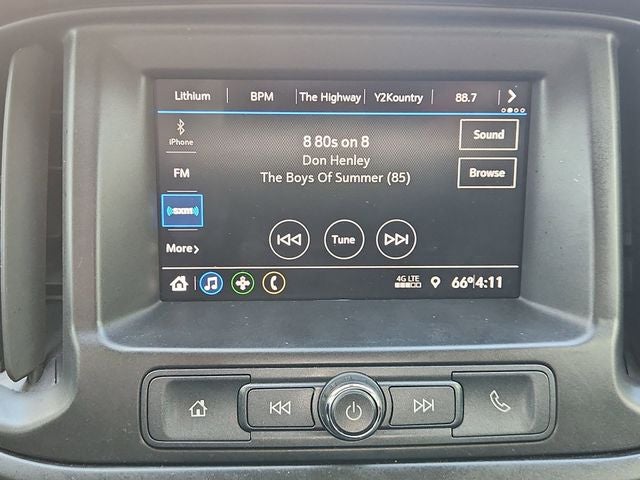 Lithium BPM The Highway Y2Kountry 88.7
iPhone
8 80s on 8
Sound
Don Henley
FM
The Boys Of Summer (85)
Browse
sxm
More
Tune
4G LTE
66° 4:11